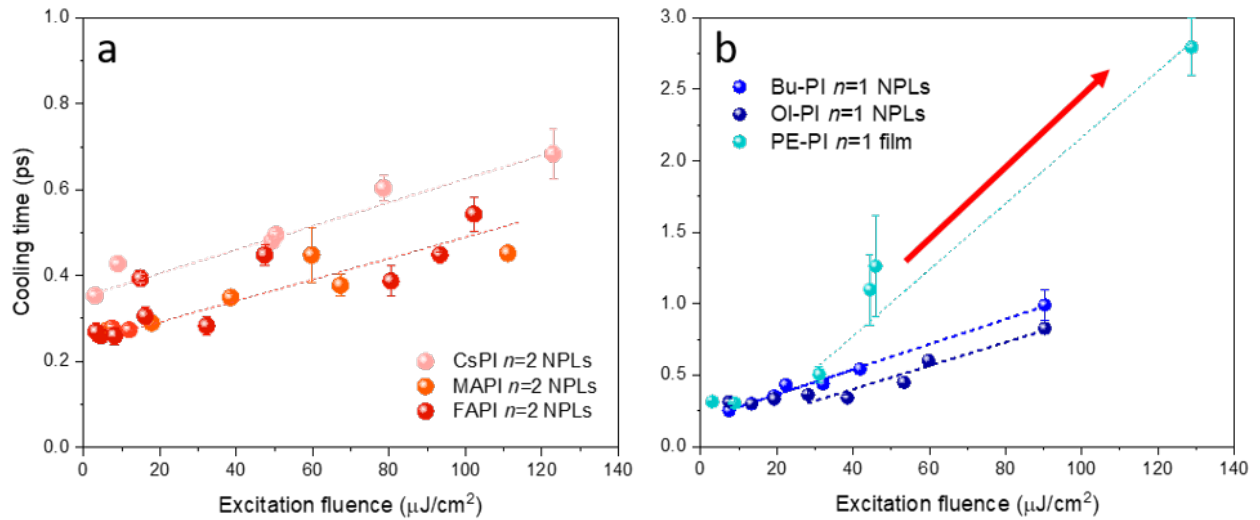 a
1.0
0.8
0.6
0.4
0.2
0.0
Cooling time (ps)
CsPI n=2 NPLs
MAPI n=2 NPLs
FAPI n=2 NPLs
0 20 40 60 80 100 120 140
Excitation fluence (μJ/cm²)
b
3.0
2.5
2.0
1.5
1.0
0.5
0.0
Bu-PI n=1 NPLs
Ol-PI n=1 NPLs
PE-PI n=1 film
0 20 40 60 80 100 120 140
Excitation fluence (μJ/cm²)